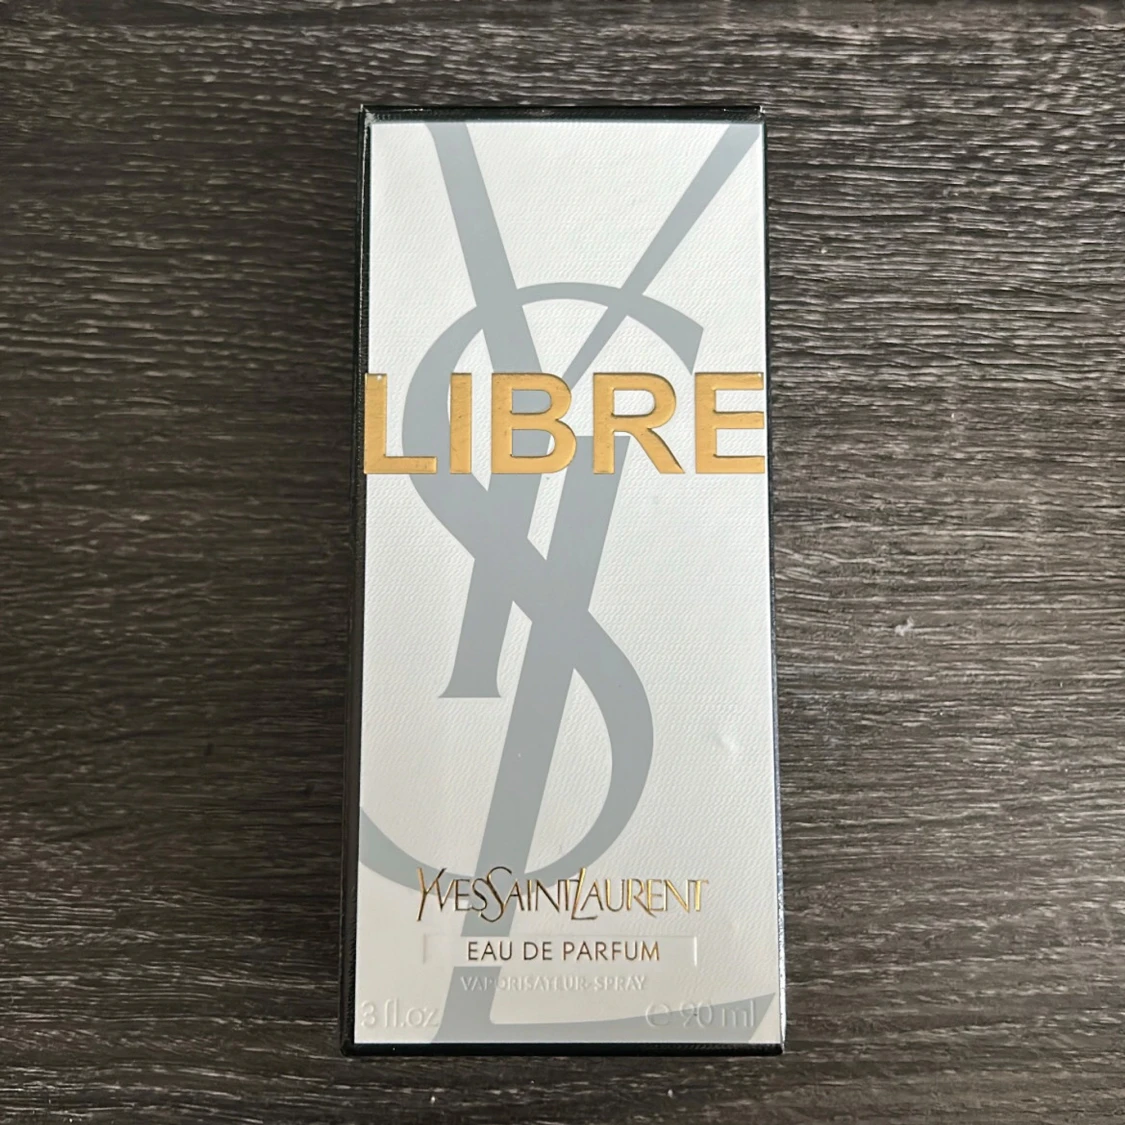 LIBRE
YVESSAINTLAURENT
EAU DE PARFUM
VAPORISATEUR-SPRAY
3 fl.oz ℮ 90 ml